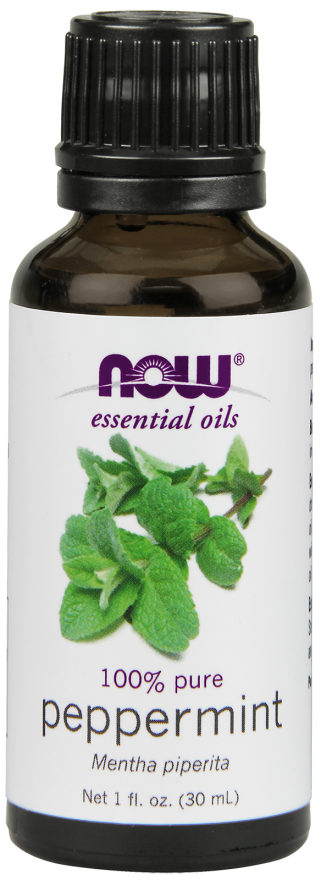 NOW®
essential oils
100% pure
peppermint
Mentha piperita
Net 1 fl. oz. (30 mL)